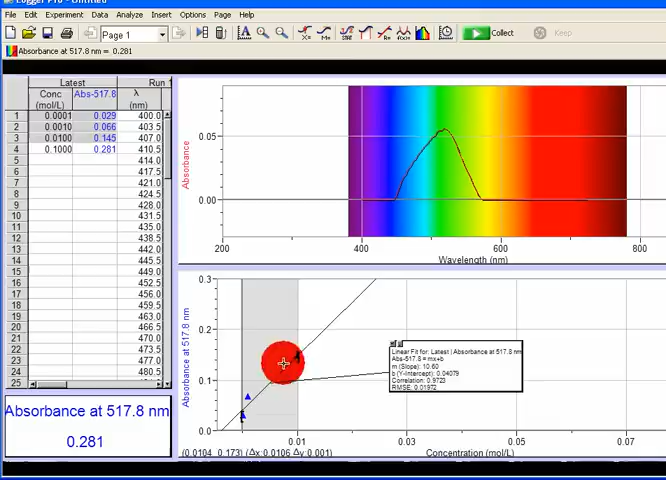 Logger Pro - Untitled
File Edit Experiment Data Analyze Insert Options Page Help
Page 1
Collect
Keep
Absorbance at 517.8 nm = 0.281
Latest Run
Conc Abs-517.8 λ
(mol/L) (nm)
1 0.0001 0.029 400.0
2 0.0010 0.066 403.5
3 0.0100 0.145 407.0
4 0.1000 0.281 410.5
5 414.0
6 417.5
7 421.0
8 424.5
9 428.0
10 431.5
11 435.0
12 438.5
13 442.0
14 445.5
15 449.0
16 452.5
17 456.0
18 459.5
19 463.0
20 466.5
21 470.0
22 473.5
23 477.0
24 480.5
25
Absorbance at 517.8 nm
0.281
Absorbance
0.05
0.00
200 400 600 800
Wavelength (nm)
Absorbance at 517.8 nm
0.3
0.2
0.1
0.0
Linear Fit for: Latest | Absorbance at 517.8 nm
Abs-517.8 = mx+b
m (Slope): 10.60
b (Y-Intercept): 0.04079
Correlation: 0.9723
RMSE: 0.01972
0.01 0.03 0.05 0.07
(0.0104, 0.173) (Δx:0.0106 Δy:0.001)
Concentration (mol/L)